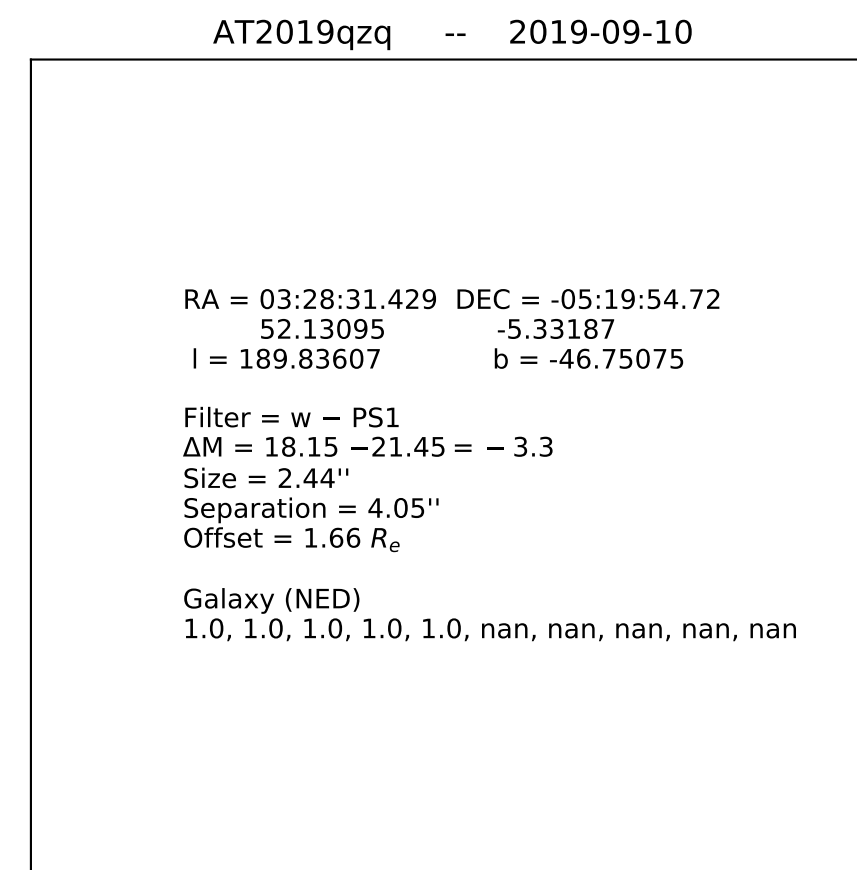 AT2019qzq -- 2019-09-10
RA = 03:28:31.429 DEC = -05:19:54.72
52.13095 -5.33187
l = 189.83607 b = -46.75075
Filter = w − PS1
ΔM = 18.15 −21.45 = − 3.3
Size = 2.44''
Separation = 4.05''
Offset = 1.66 Re
Galaxy (NED)
1.0, 1.0, 1.0, 1.0, 1.0, nan, nan, nan, nan, nan